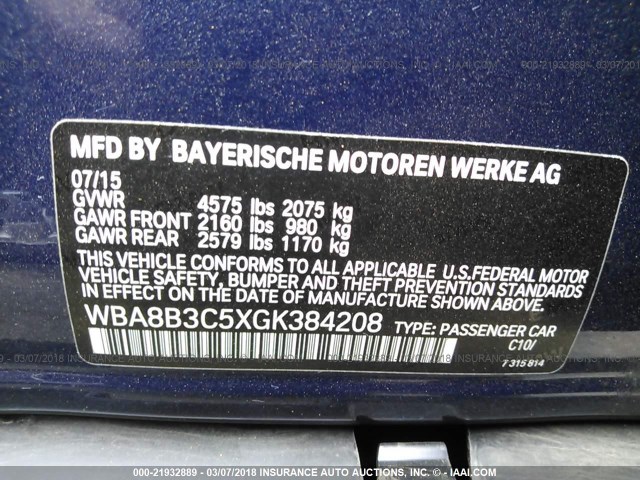 MFD BY BAYERISCHE MOTOREN WERKE AG
07/15
GVWR 4575 lbs 2075 kg
GAWR FRONT 2160 lbs 980 kg
GAWR REAR 2579 lbs 1170 kg
THIS VEHICLE CONFORMS TO ALL APPLICABLE U.S.FEDERAL MOTOR
VEHICLE SAFETY, BUMPER AND THEFT PREVENTION STANDARDS
IN EFFECT ON THE DATE OF MANUFACTURE SHOWN ABOVE.
WBA8B3C5XGK384208 TYPE: PASSENGER CAR
C10/
7 315 814
000-21932889 - 03/07/2018 INSURANCE AUTO AUCTIONS, INC. - © - IAAI.COM